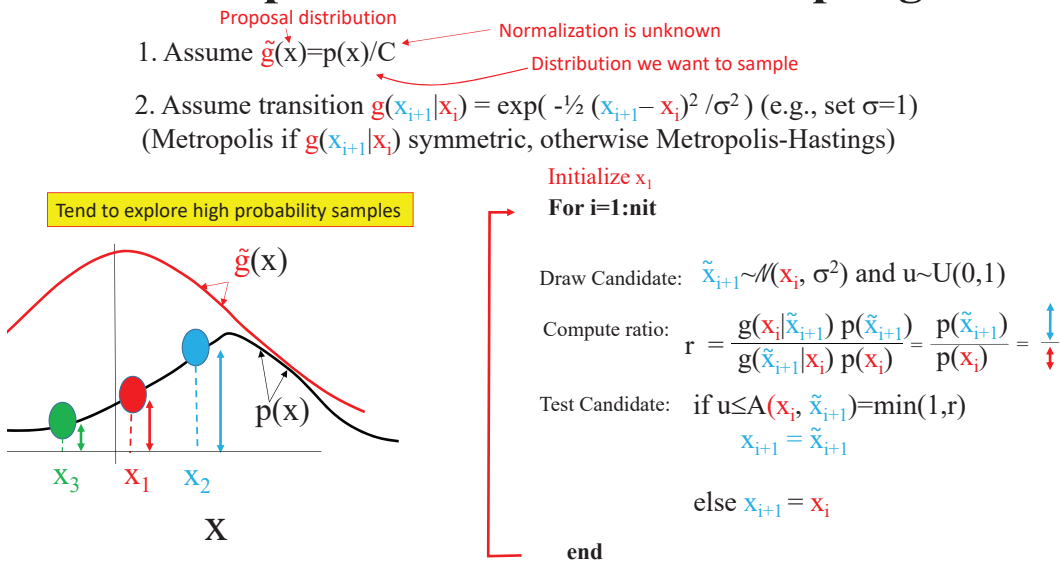 Proposal distribution
Normalization is unknown
1. Assume g̃(x)=p(x)/C
Distribution we want to sample
2. Assume transition g(xᵢ₊₁|xᵢ) = exp( -½ (xᵢ₊₁– xᵢ)² /σ² ) (e.g., set σ=1)
(Metropolis if g(xᵢ₊₁|xᵢ) symmetric, otherwise Metropolis-Hastings)
Tend to explore high probability samples
g̃(x)
p(x)
x₃ x₁ x₂
X
Initialize x₁
For i=1:nit
Draw Candidate: x̃ᵢ₊₁~𝒩(xᵢ, σ²) and u~U(0,1)
Compute ratio: r = g(xᵢ|x̃ᵢ₊₁) p(x̃ᵢ₊₁) / g(x̃ᵢ₊₁|xᵢ) p(xᵢ) = p(x̃ᵢ₊₁) / p(xᵢ) =
Test Candidate: if u≤A(xᵢ, x̃ᵢ₊₁)=min(1,r)
xᵢ₊₁ = x̃ᵢ₊₁
else xᵢ₊₁ = xᵢ
end